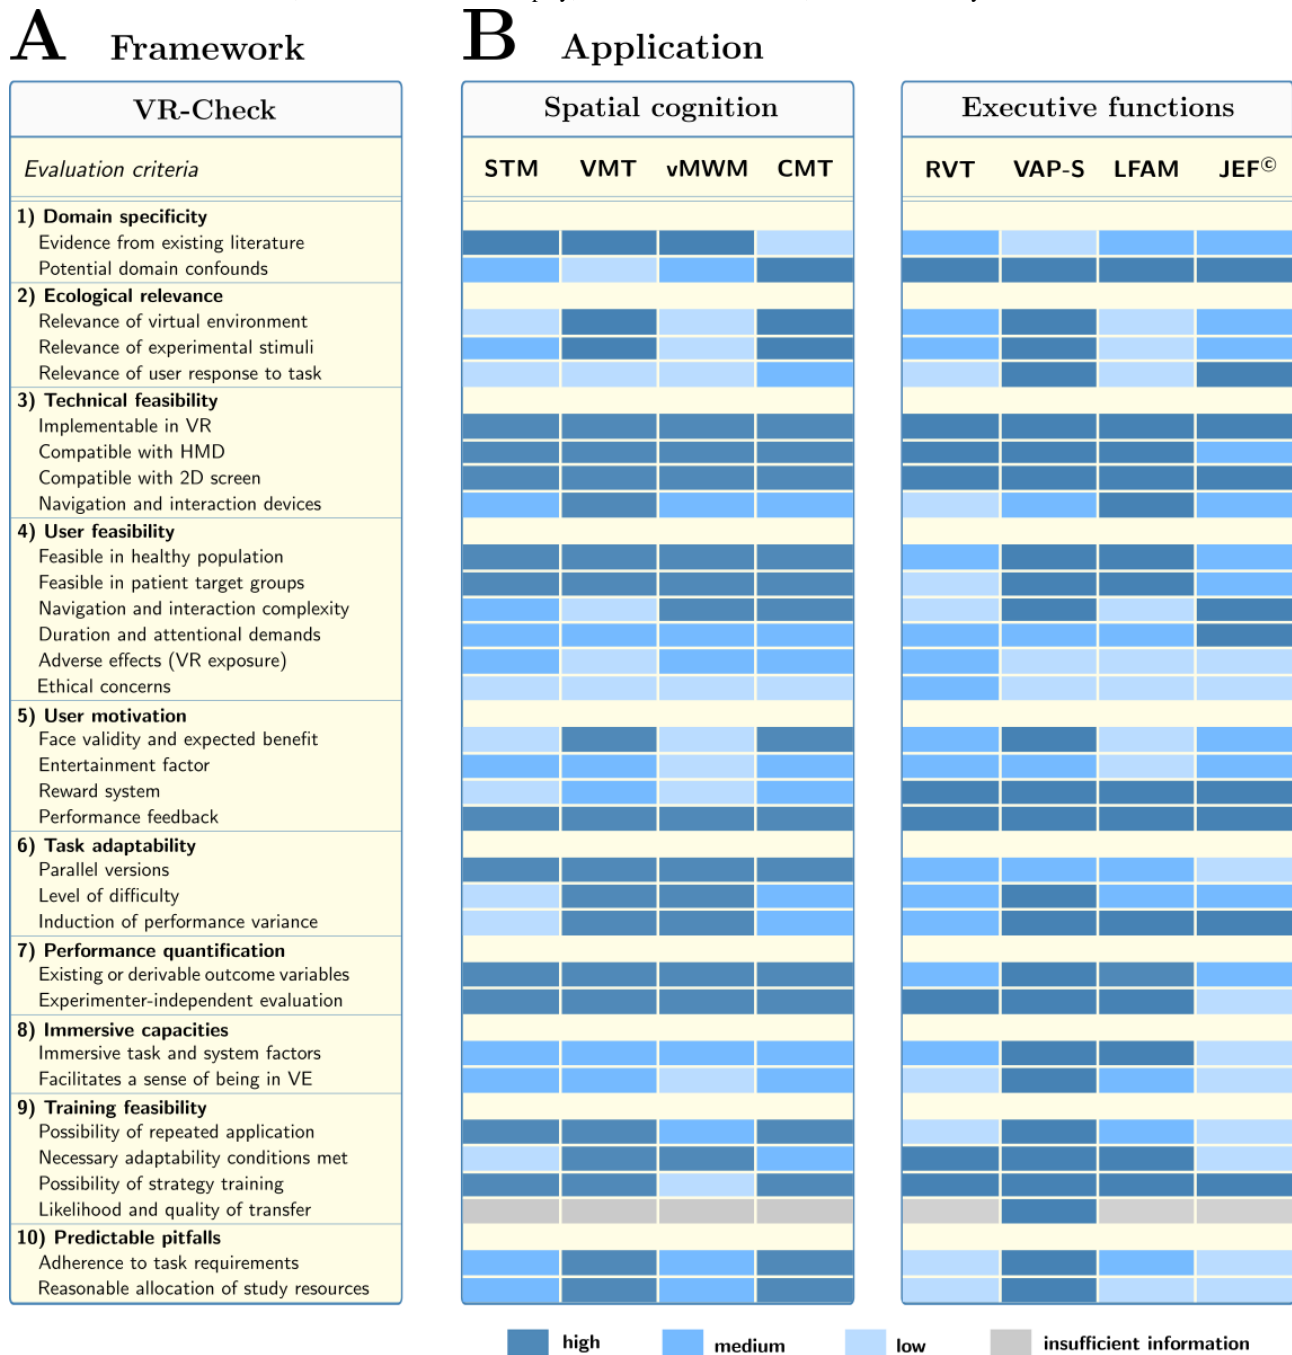 A Framework
B Application
VR-Check
Spatial cognition
Executive functions
Evaluation criteria
STM VMT vMWM CMT
RVT VAP-S LFAM JEF©
1) Domain specificity
Evidence from existing literature
Potential domain confounds
2) Ecological relevance
Relevance of virtual environment
Relevance of experimental stimuli
Relevance of user response to task
3) Technical feasibility
Implementable in VR
Compatible with HMD
Compatible with 2D screen
Navigation and interaction devices
4) User feasibility
Feasible in healthy population
Feasible in patient target groups
Navigation and interaction complexity
Duration and attentional demands
Adverse effects (VR exposure)
Ethical concerns
5) User motivation
Face validity and expected benefit
Entertainment factor
Reward system
Performance feedback
6) Task adaptability
Parallel versions
Level of difficulty
Induction of performance variance
7) Performance quantification
Existing or derivable outcome variables
Experimenter-independent evaluation
8) Immersive capacities
Immersive task and system factors
Facilitates a sense of being in VE
9) Training feasibility
Possibility of repeated application
Necessary adaptability conditions met
Possibility of strategy training
Likelihood and quality of transfer
10) Predictable pitfalls
Adherence to task requirements
Reasonable allocation of study resources
high medium low insufficient information